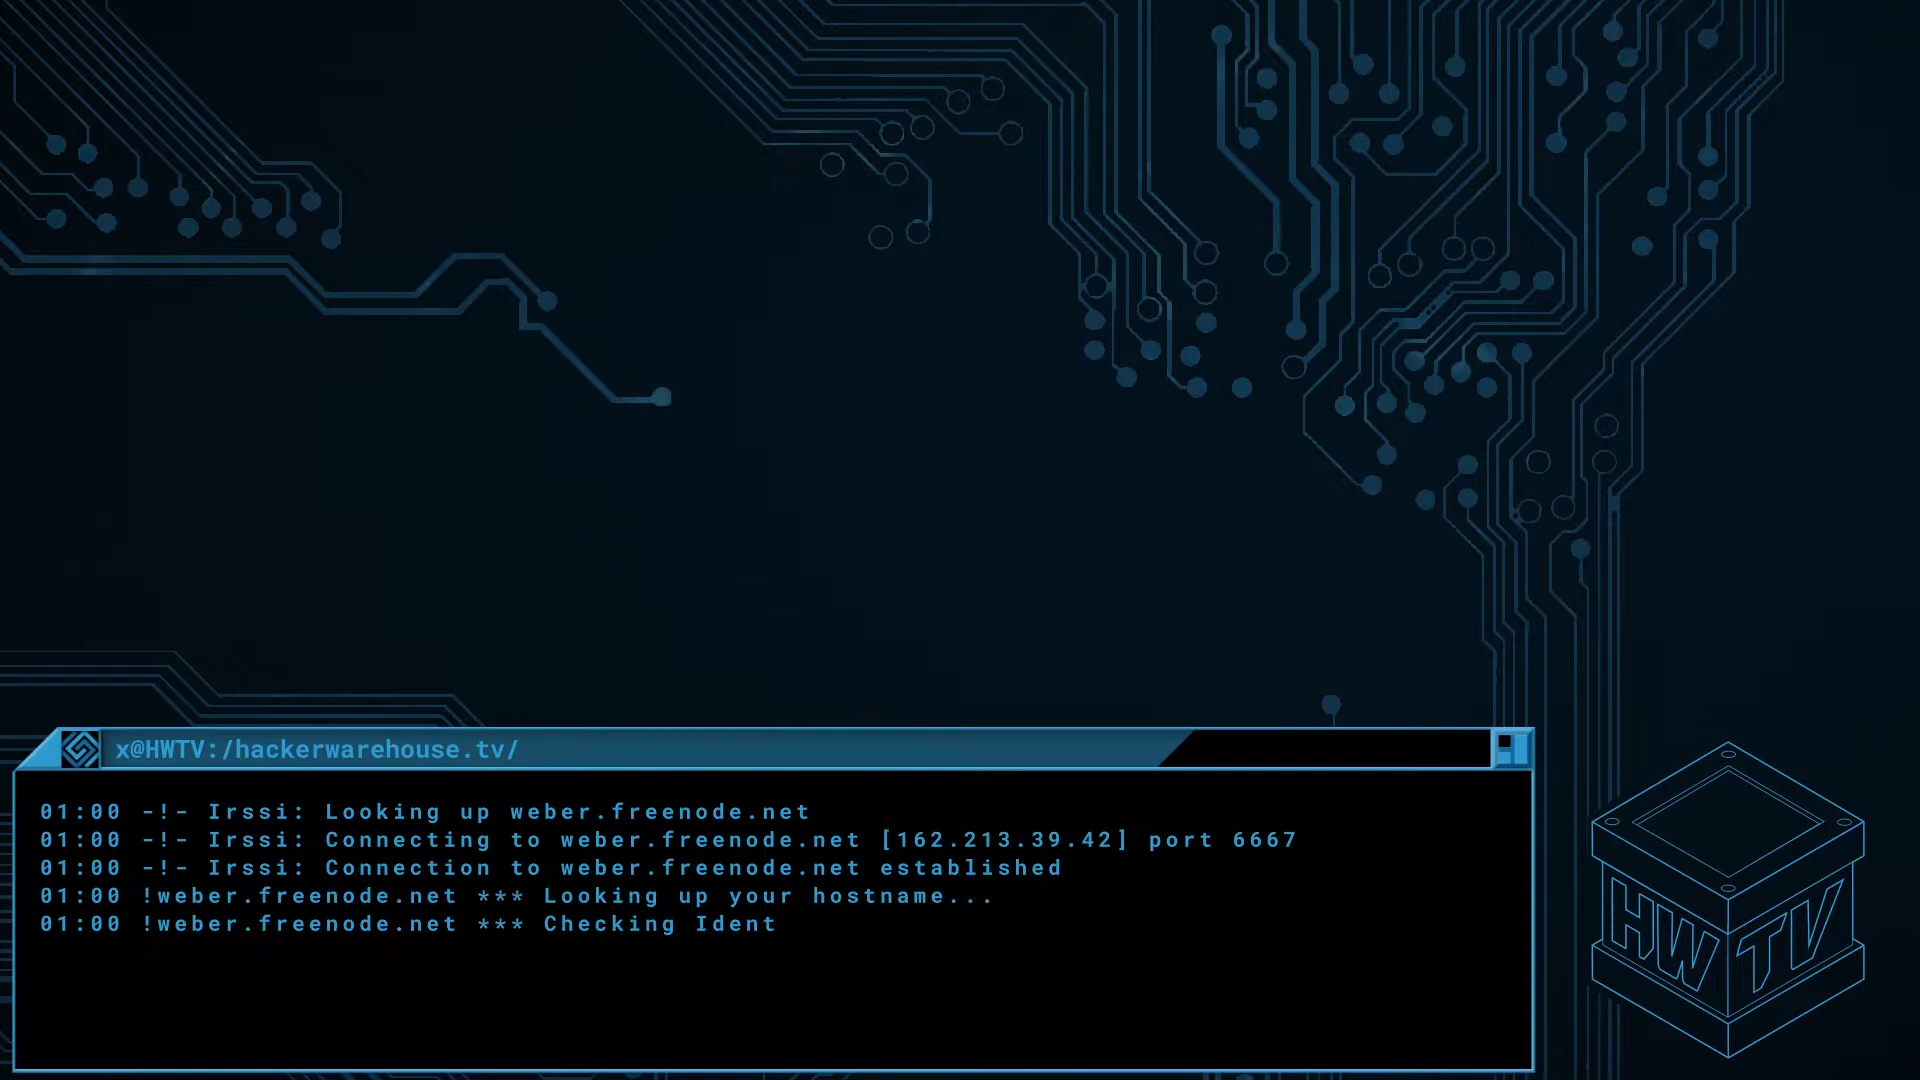 x@HWTV:/hackerwarehouse.tv/
01:00 -!- Irssi: Looking up weber.freenode.net
01:00 -!- Irssi: Connecting to weber.freenode.net [162.213.39.42] port 6667
01:00 -!- Irssi: Connection to weber.freenode.net established
01:00 !weber.freenode.net *** Looking up your hostname...
01:00 !weber.freenode.net *** Checking Ident
HW TV